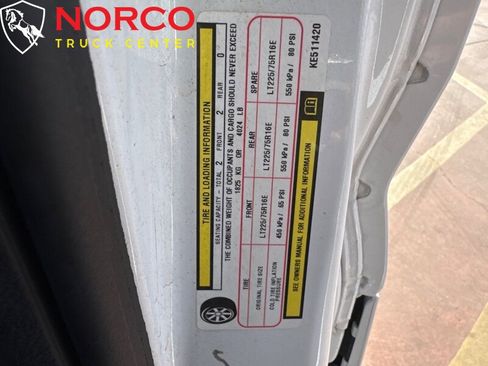 NORCO
TRUCK CENTER
TIRE AND LOADING INFORMATION
SEATING CAPACITY - TOTAL 2 FRONT 2 REAR 0
THE COMBINED WEIGHT OF OCCUPANTS AND CARGO SHOULD NEVER EXCEED
1825 KG OR 4024 LB
TIRE FRONT REAR SPARE
ORIGINAL TIRE SIZE LT225/75R16E LT225/75R16E LT225/75R16E
COLD TIRE INFLATION
PRESSURE 450 kPa/ 65 PSI 550 kPa/ 80 PSI 550 kPa/ 80 PSI
SEE OWNERS MANUAL FOR ADDITIONAL INFORMATION
KE511420